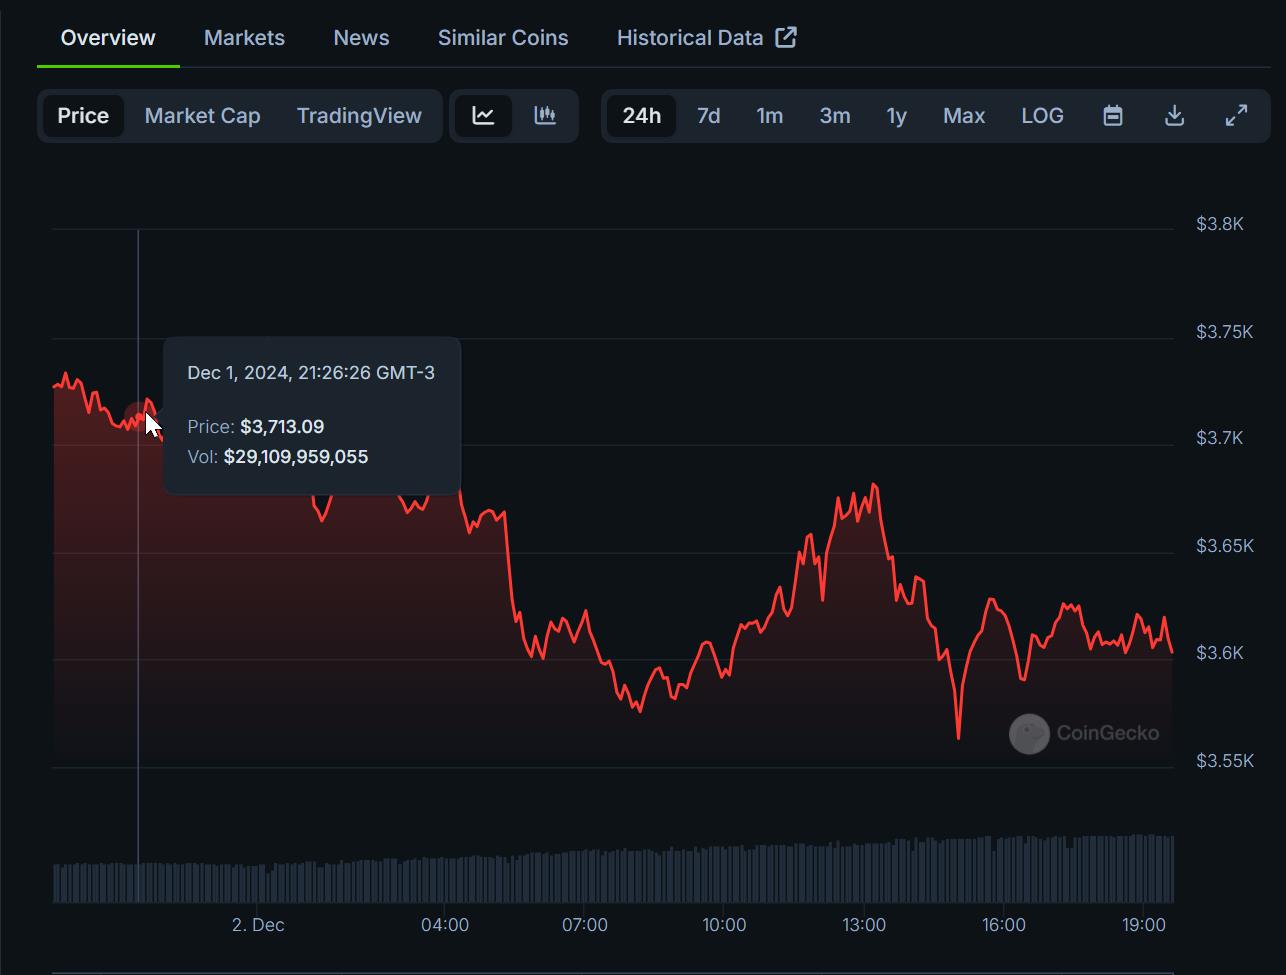 Overview Markets News Similar Coins Historical Data
Price Market Cap TradingView 24h 7d 1m 3m 1y Max LOG
$3.8K
$3.75K
Dec 1, 2024, 21:26:26 GMT-3
Price: $3,713.09
$3.7K
Vol: $29,109,959,055
$3.65K
$3.6K
CoinGecko
$3.55K
2. Dec 04:00 07:00 10:00 13:00 16:00 19:00